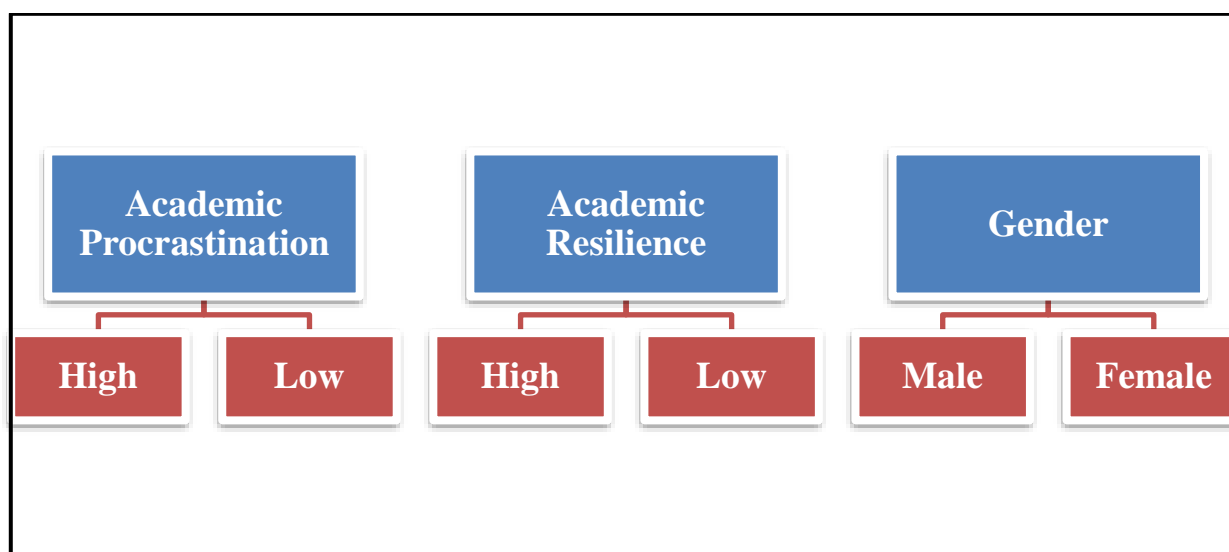 Academic
Procrastination
Academic
Resilience
Gender
High
Low
High
Low
Male
Female